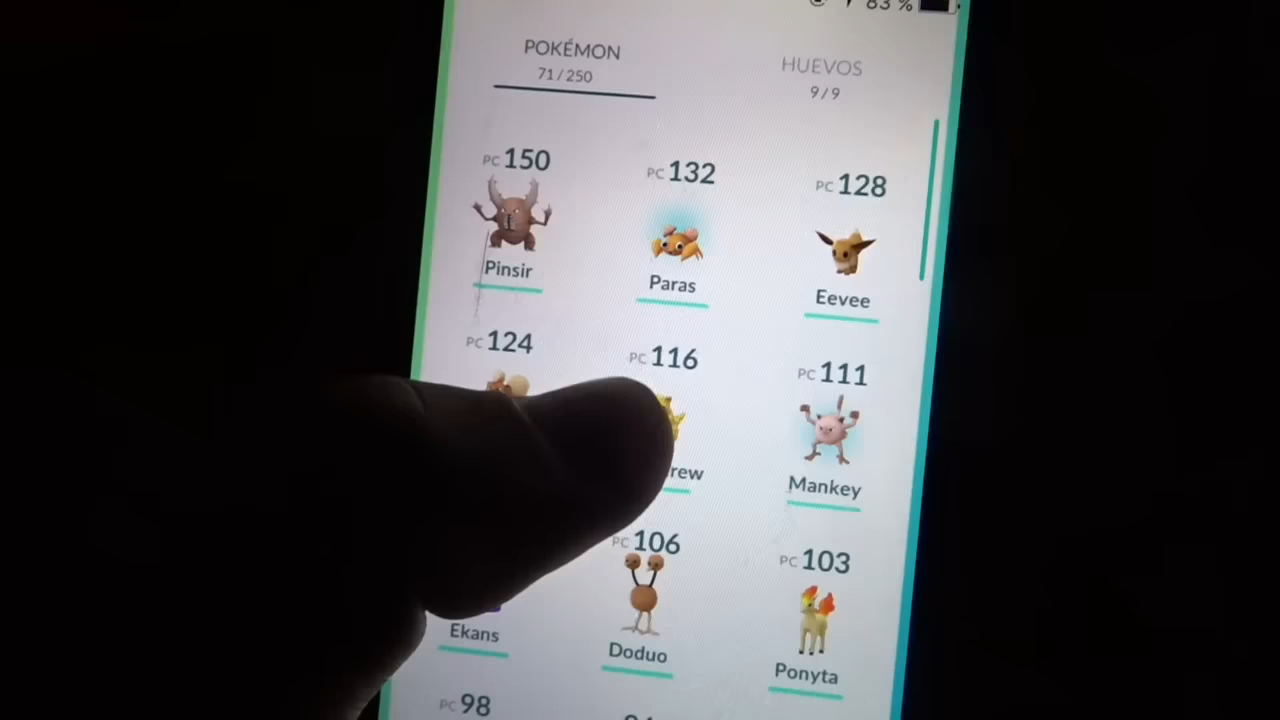 83 %
POKÉMON
71/250
HUEVOS
9/9
PC 150
PC 132
PC 128
Pinsir
Paras
Eevee
PC 124
PC 116
PC 111
rew
Mankey
PC 106
PC 103
Ekans
Doduo
Ponyta
PC 98